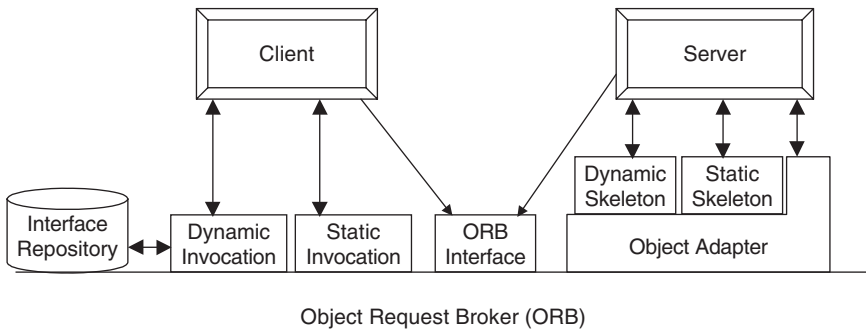 Client
Server
Dynamic
Skeleton
Static
Skeleton
Interface
Repository
Dynamic
Invocation
Static
Invocation
ORB
Interface
Object Adapter
Object Request Broker (ORB)